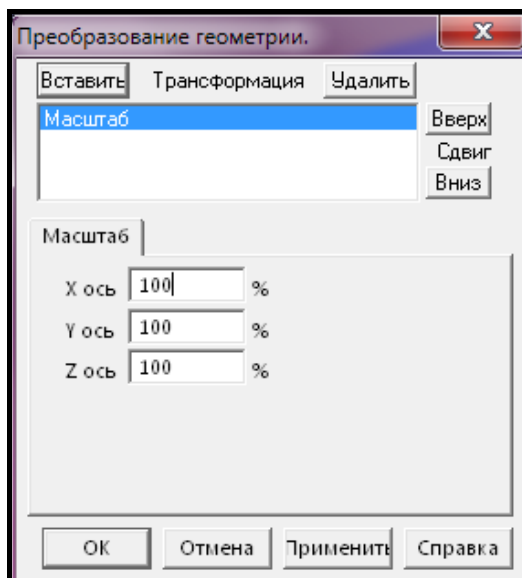 Преобразование геометрии.
Вставить Трансформация Удалить
Масштаб
Вверх
Сдвиг
Вниз
Масштаб
X ось 100 %
Y ось 100 %
Z ось 100 %
OK Отмена Применить Справка